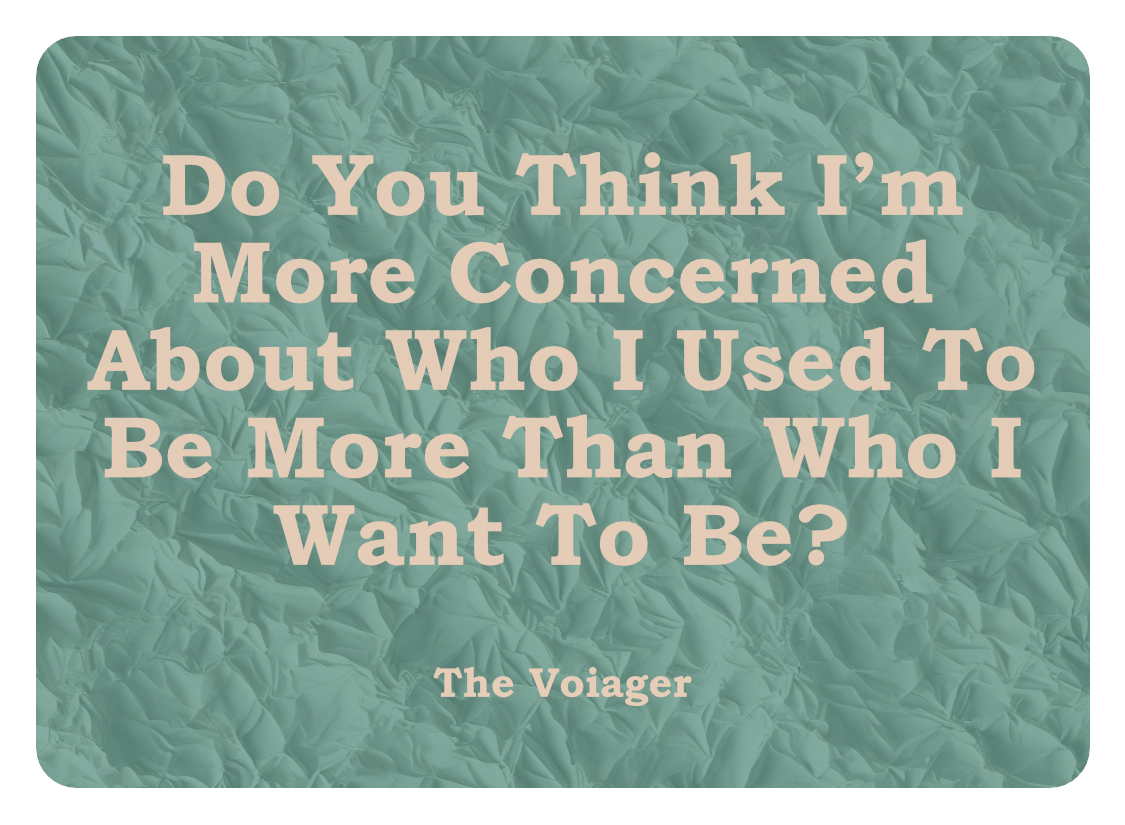 Do You Think I’m
More Concerned
About Who I Used To
Be More Than Who I
Want To Be?
The Voiager